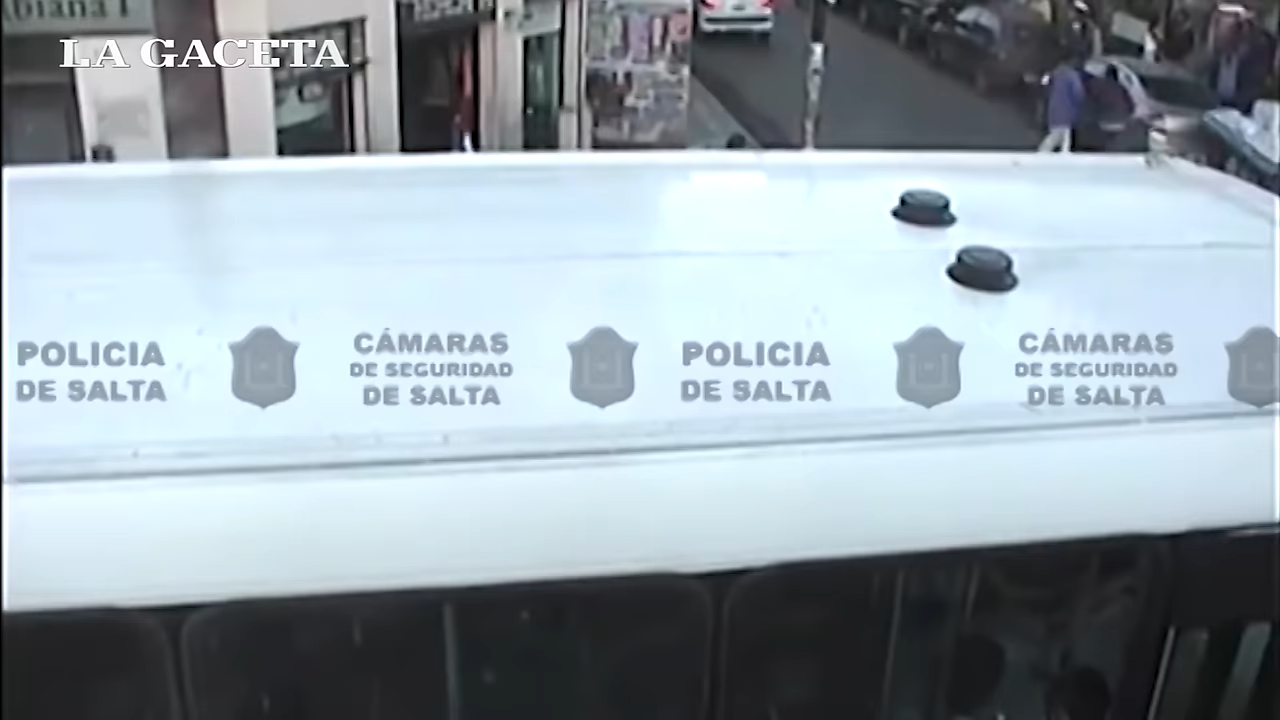 LA GACETA
POLICIA
DE SALTA
CÁMARAS
DE SEGURIDAD
DE SALTA
POLICIA
DE SALTA
CÁMARAS
DE SEGURIDAD
DE SALTA